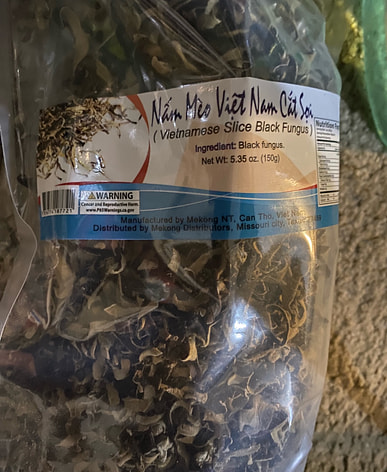 Nấm Mèo Việt Nam Cắt Sợi
( Vietnamese Slice Black Fungus )
Nutrition
Ingredient: Black fungus.
Net Wt: 5.35 oz. (150g)
WARNING
Cancer and Reproductive Harm
www.P65Warnings.ca.gov
Manufactured by Mekong NT, Can Tho, Viet
Distributed by Mekong Distributors, Missouri city,